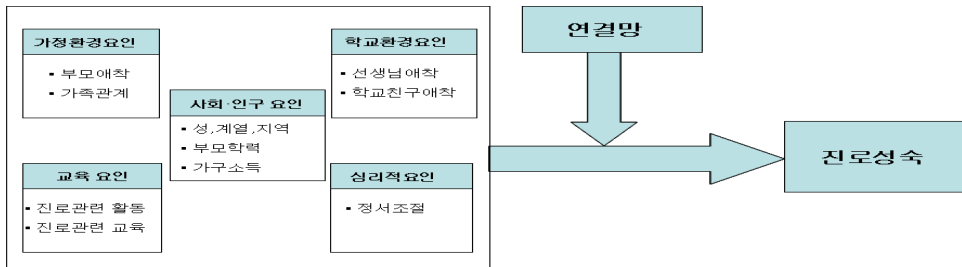 가정환경요인
▪ 부모애착
▪ 가족관계
학교환경요인
▪ 선생님애착
▪ 학교친구애착
사회·인구 요인
▪ 성,계열,지역
▪ 부모학력
▪ 가구소득
교육 요인
▪ 진로관련 활동
▪ 진로관련 교육
심리적요인
▪ 정서조절
연결망
진로성숙